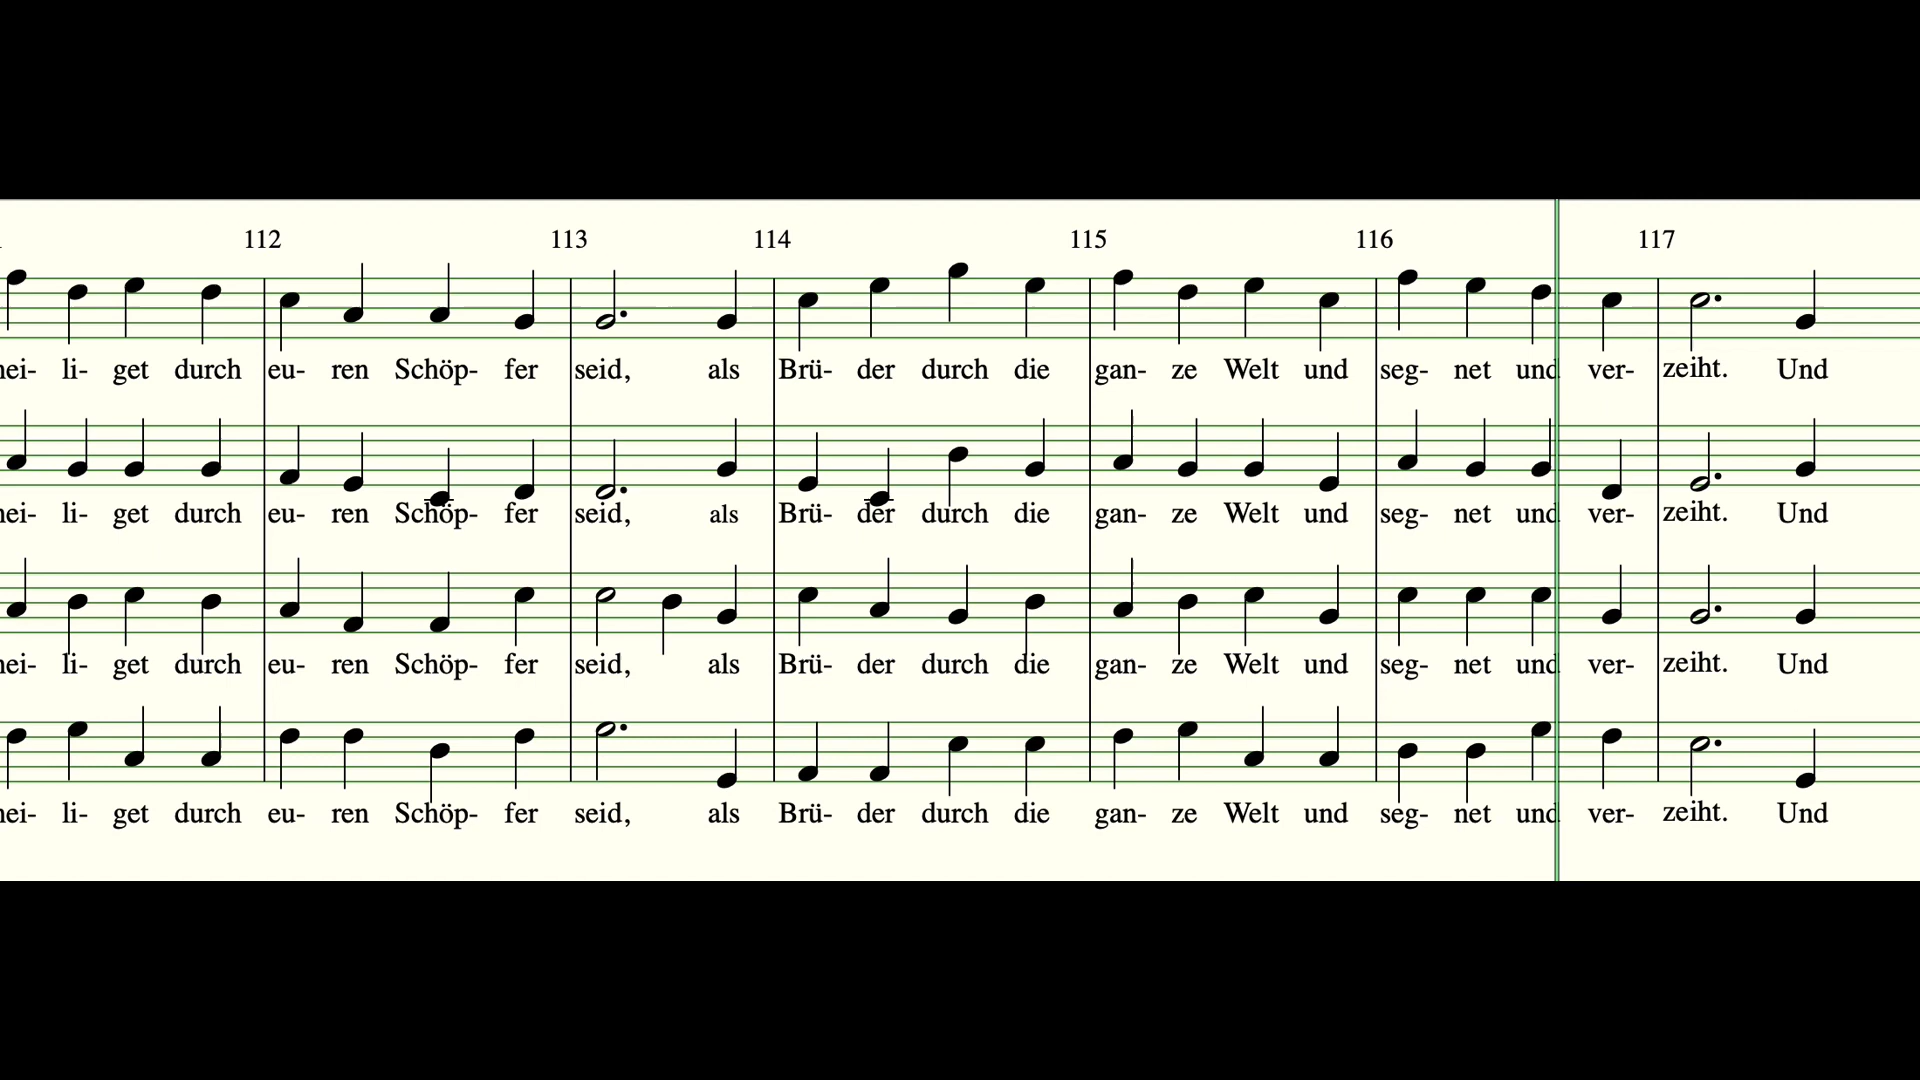 112 113 114 115 116 117
li- get durch eu- ren Schöp- fer seid, als Brü- der durch die gan- ze Welt und seg- net und ver- zeiht. Und
li- get durch eu- ren Schöp- fer seid, als Brü- der durch die gan- ze Welt und seg- net und ver- zeiht. Und
li- get durch eu- ren Schöp- fer seid, als Brü- der durch die gan- ze Welt und seg- net und ver- zeiht. Und
li- get durch eu- ren Schöp- fer seid, als Brü- der durch die gan- ze Welt und seg- net und ver- zeiht. Und